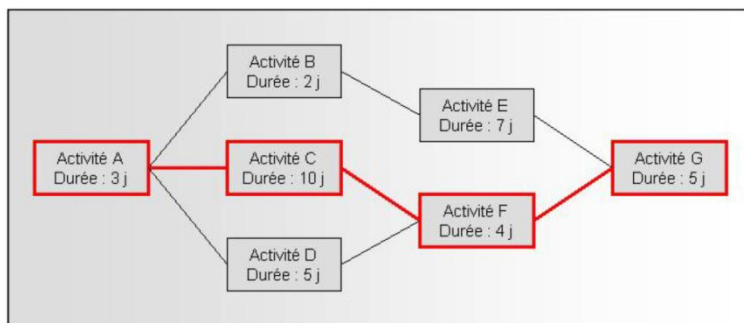 Activité B
Durée : 2 j
Activité E
Durée : 7 j
Activité A
Durée : 3 j
Activité C
Durée : 10 j
Activité G
Durée : 5 j
Activité F
Durée : 4 j
Activité D
Durée : 5 j